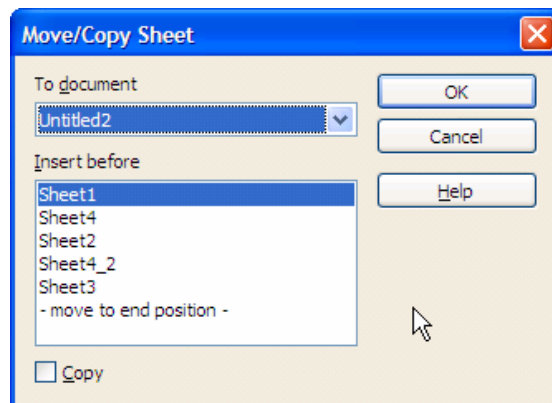 Move/Copy Sheet
To document
Untitled2
Insert before
Sheet1
Sheet4
Sheet2
Sheet4_2
Sheet3
- move to end position -
Copy
OK
Cancel
Help